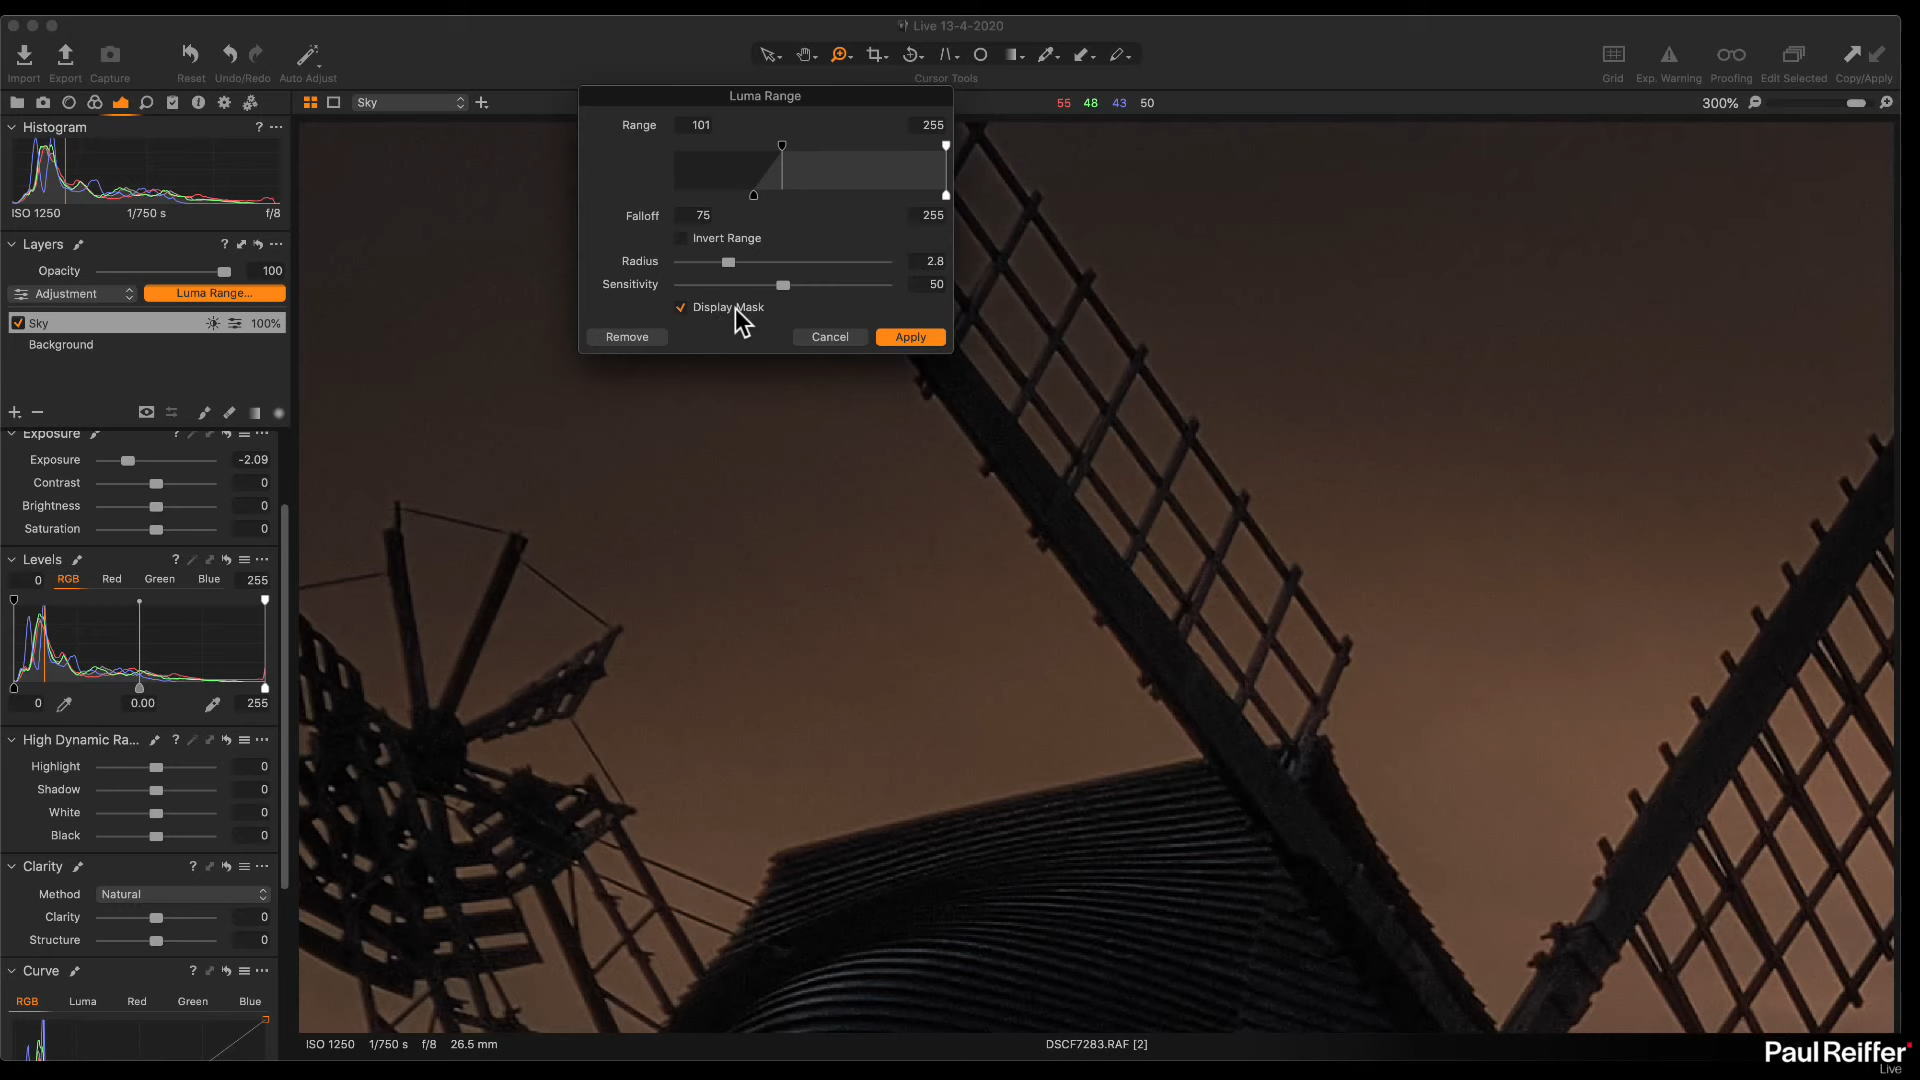 Live 13-4-2020
Import Export Capture Reset Undo/Redo Auto Adjust Cursor Tools Grid Exp. Warning Proofing Edit Selected Copy/Apply
Sky 55 48 43 50 300%
Histogram ? ...
ISO 1250 1/750 s f/8
Layers ? ...
Opacity 100
Adjustment Luma Range...
Sky 100%
Background
Exposure ? ...
Exposure -2.09
Contrast 0
Brightness 0
Saturation 0
Levels ? ...
0 RGB Red Green Blue 255
0 0.00 255
High Dynamic Ra... ? ...
Highlight 0
Shadow 0
White 0
Black 0
Clarity ? ...
Method Natural
Clarity 0
Structure 0
Curve ? ...
RGB Luma Red Green Blue
Luma Range
Range 101 255
Falloff 75 255
Invert Range
Radius 2.8
Sensitivity 50
Display Mask
Remove Cancel Apply
ISO 1250 1/750 s f/8 26.5 mm DSCF7283.RAF [2]
Paul Reiffer
Live